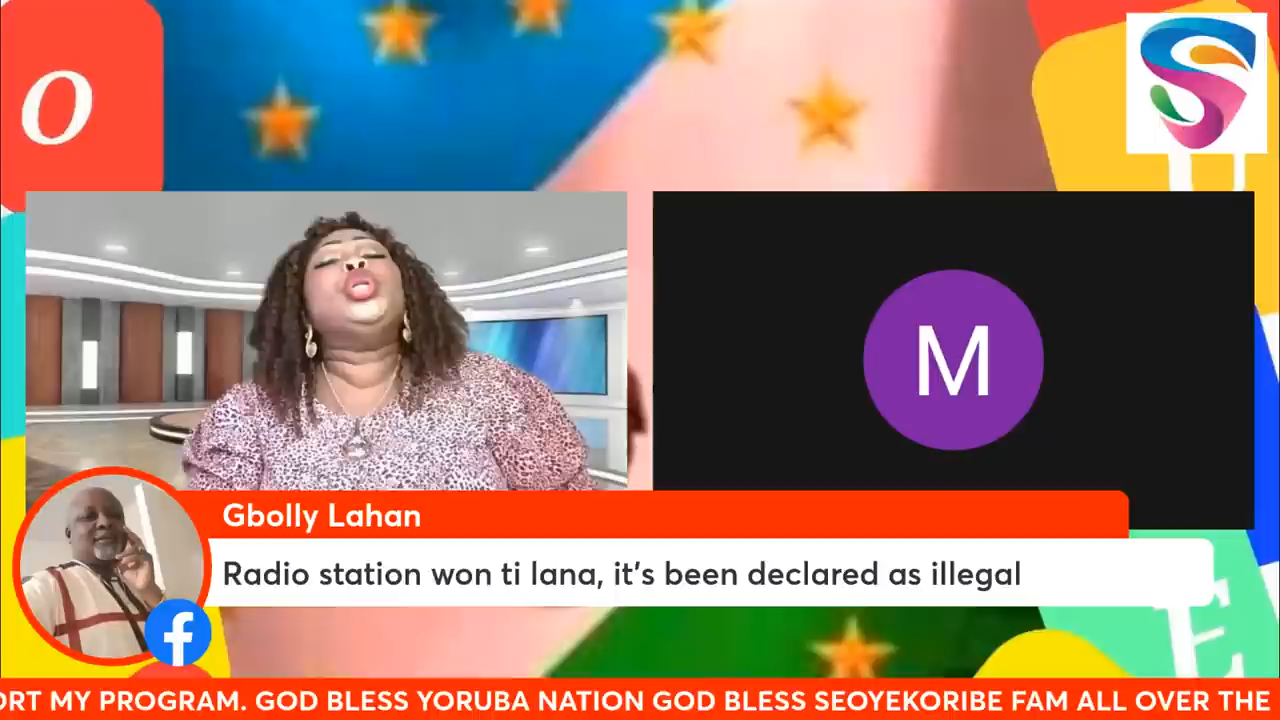 O
M
Gbolly Lahan
Radio station won ti lana, it's been declared as illegal
E
ORT MY PROGRAM. GOD BLESS YORUBA NATION GOD BLESS SEOYEKORIBE FAM ALL OVER THE